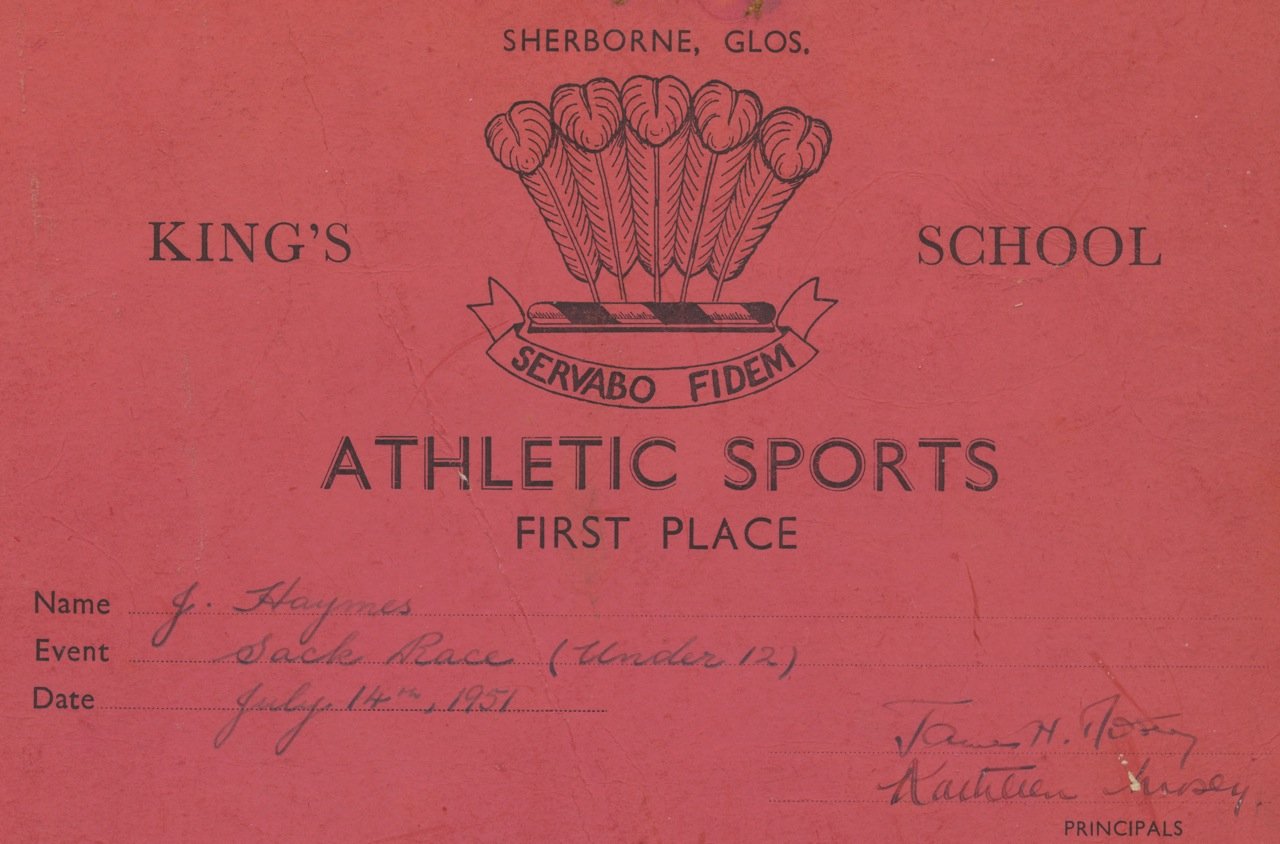 SHERBORNE, GLOS.
KING'S SCHOOL
SERVABO FIDEM
ATHLETIC SPORTS
FIRST PLACE
Name J. Haymes
Event Sack Race (Under 12)
Date July. 14th, 1951
James H.
Kathleen
PRINCIPALS